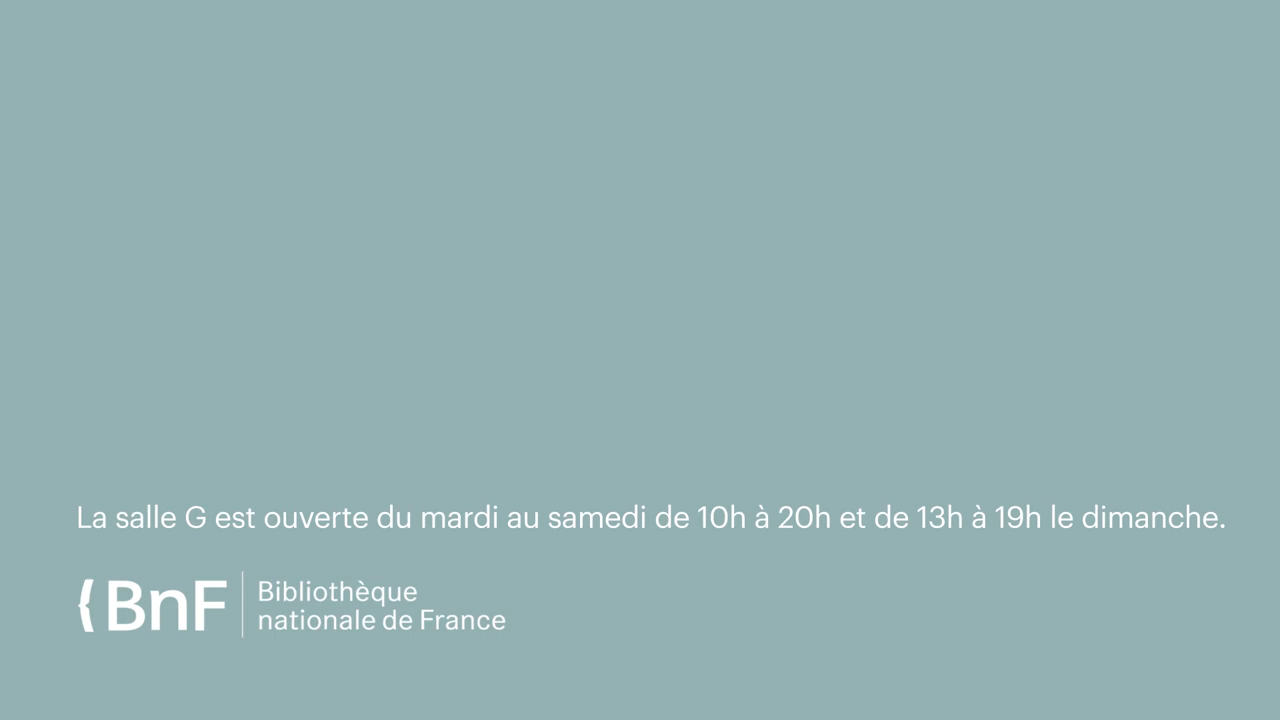 La salle G est ouverte du mardi au samedi de 10h à 20h et de 13h à 19h le dimanche.
{BnF
Bibliothèque
nationale de France